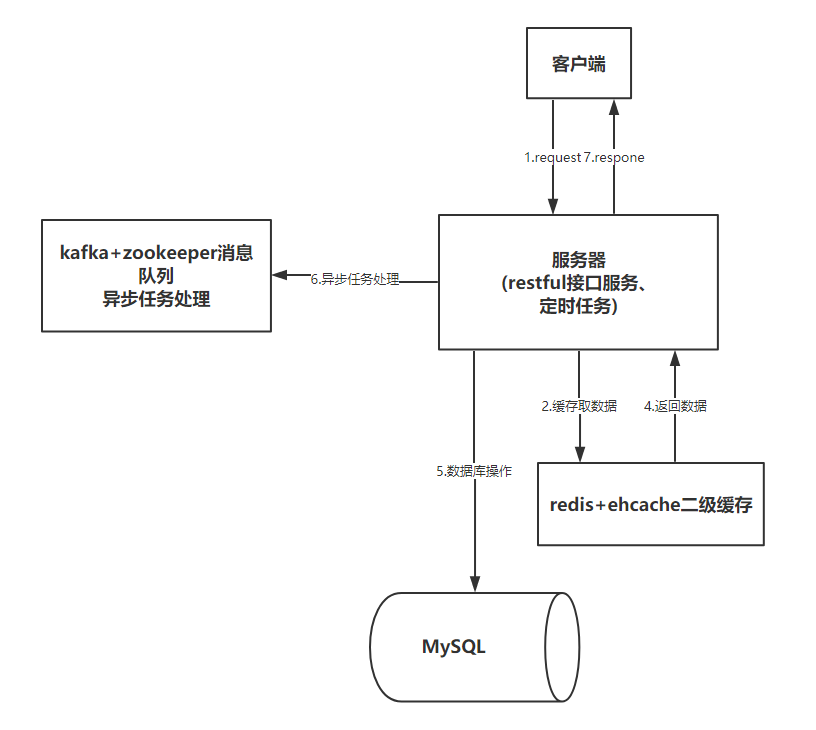 客户端
1.request
7.respone
kafka+zookeeper消息
队列
异步任务处理
6.异步任务处理
服务器
(restful接口服务、
定时任务)
2.缓存取数据
4.返回数据
5.数据库操作
redis+ehcache二级缓存
MySQL